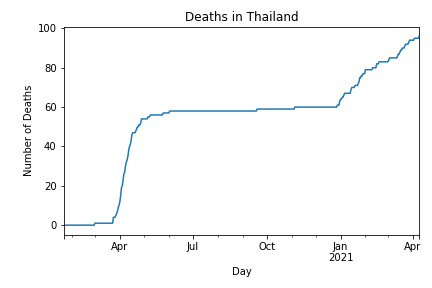 Deaths in Thailand
100
80
60
40
20
0
Number of Deaths
Apr
Jul
Oct
Jan
2021
Apr
Day